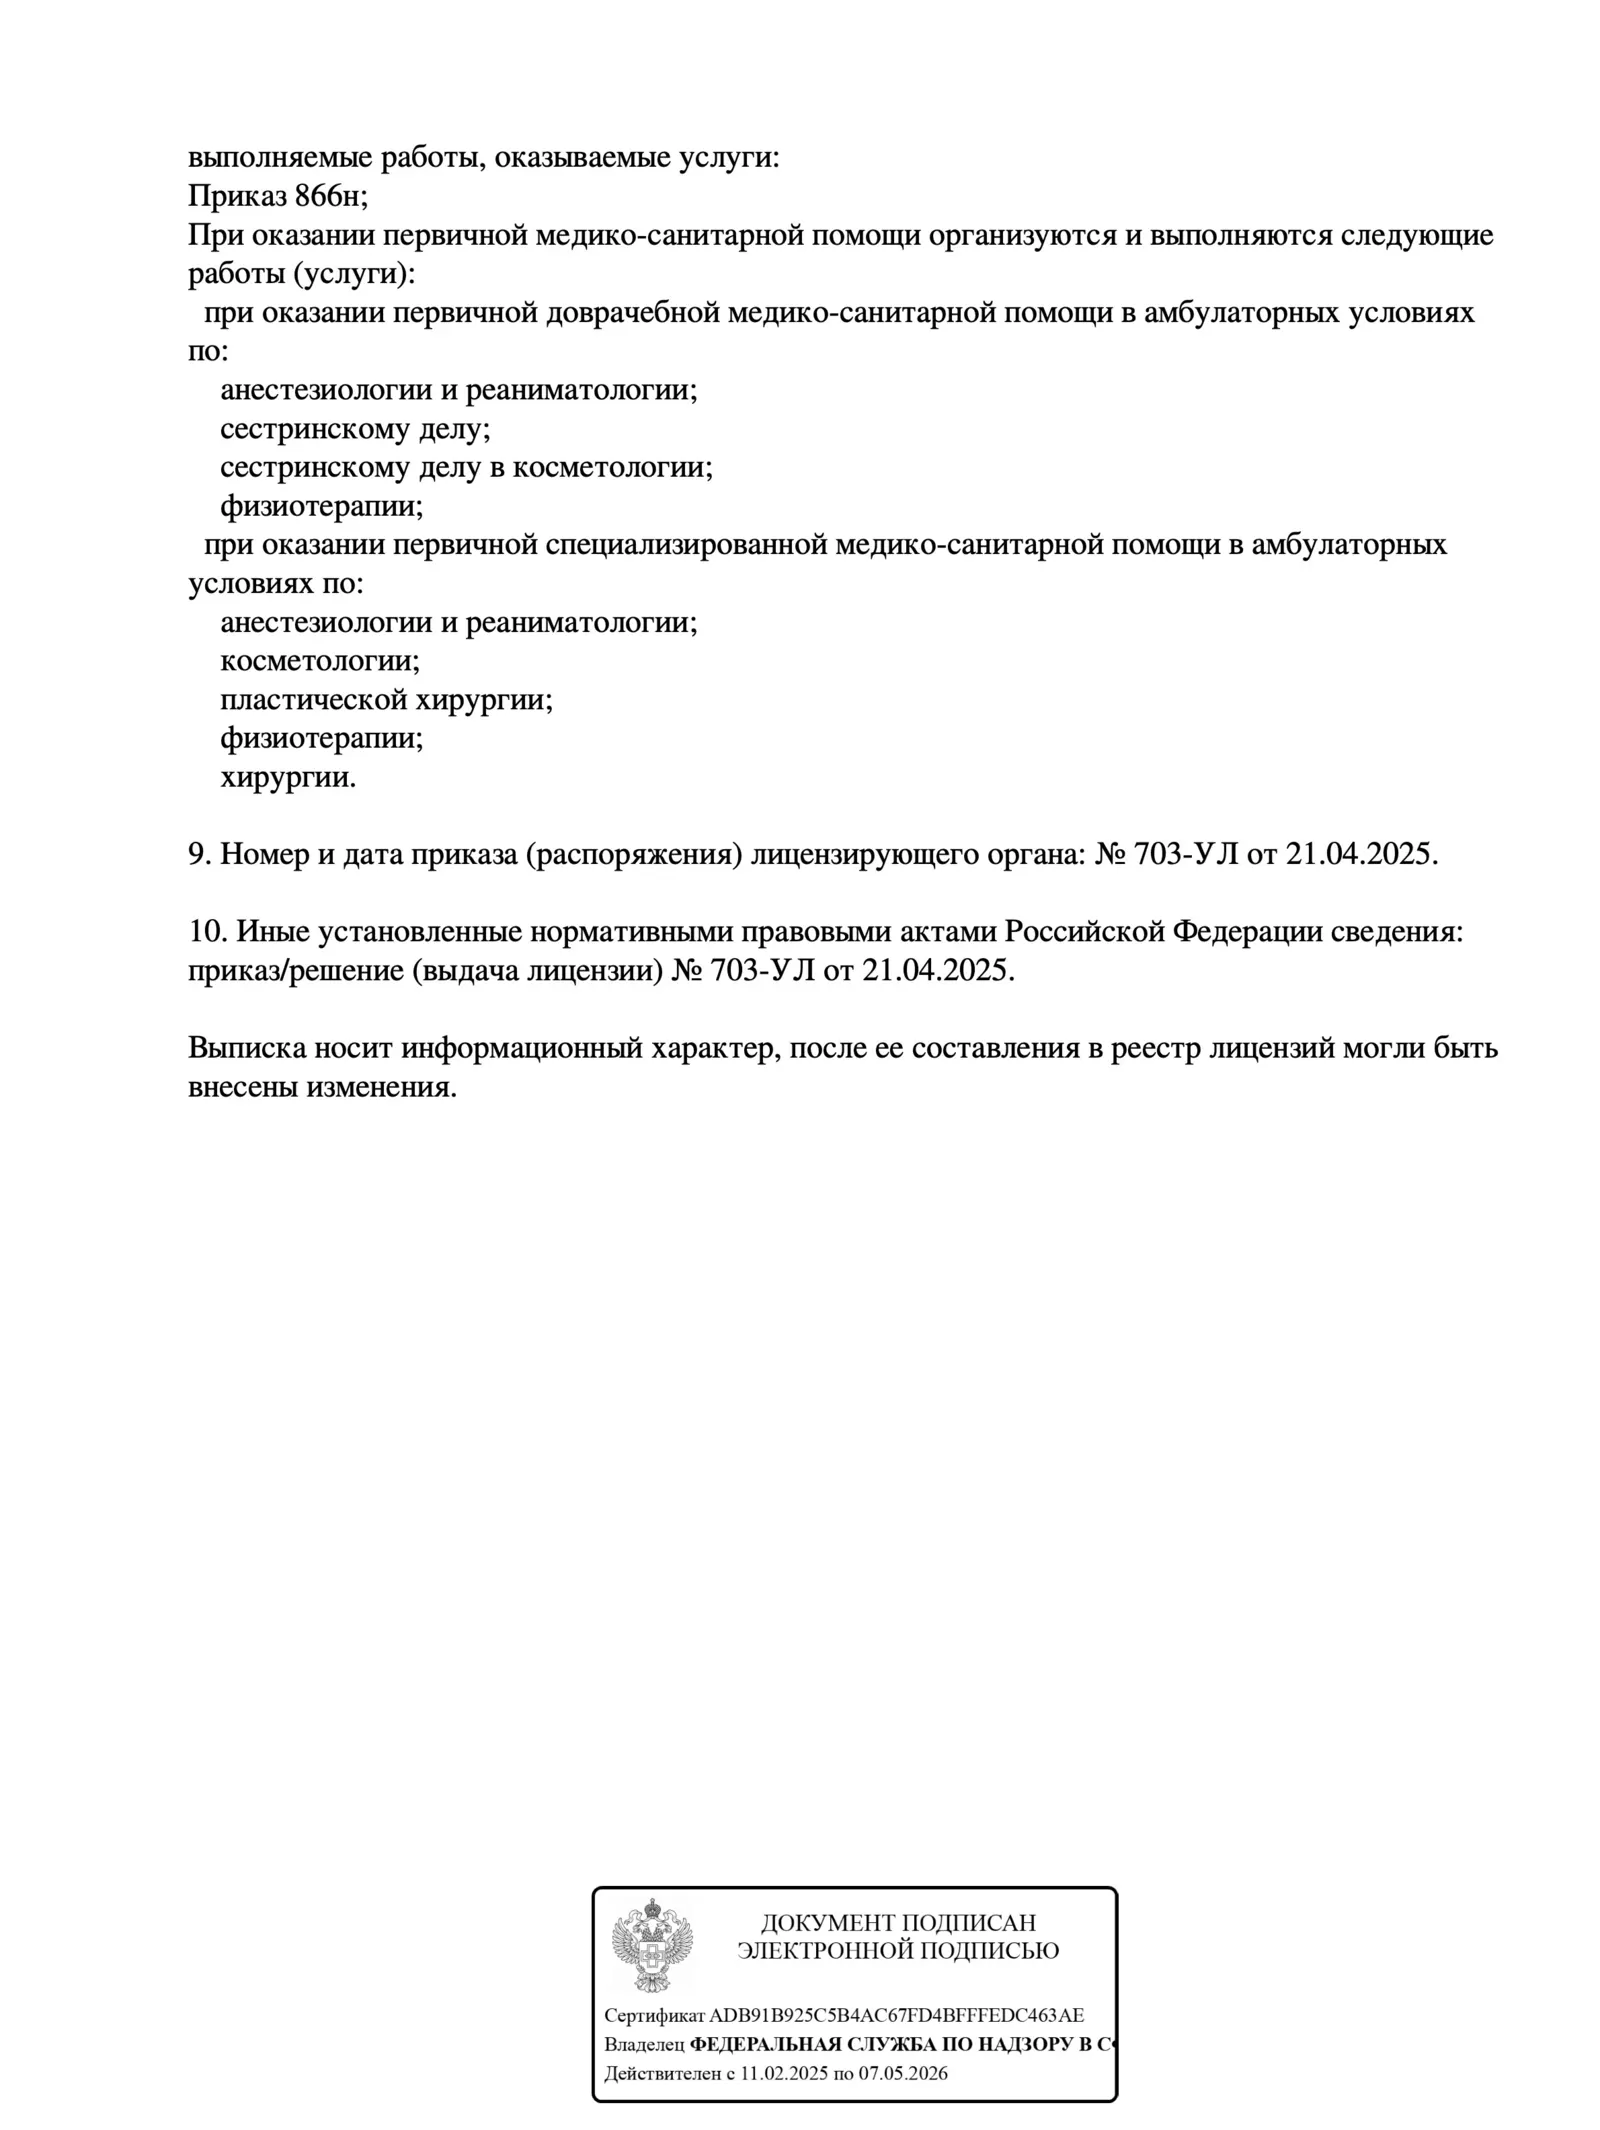 выполняемые работы, оказываемые услуги:
Приказ 866н;
При оказании первичной медико-санитарной помощи организуются и выполняются следующие
работы (услуги):
при оказании первичной доврачебной медико-санитарной помощи в амбулаторных условиях
по:
анестезиологии и реаниматологии;
сестринскому делу;
сестринскому делу в косметологии;
физиотерапии;
при оказании первичной специализированной медико-санитарной помощи в амбулаторных
условиях по:
анестезиологии и реаниматологии;
косметологии;
пластической хирургии;
физиотерапии;
хирургии.
9. Номер и дата приказа (распоряжения) лицензирующего органа: № 703-УЛ от 21.04.2025.
10. Иные установленные нормативными правовыми актами Российской Федерации сведения:
приказ/решение (выдача лицензии) № 703-УЛ от 21.04.2025.
Выписка носит информационный характер, после ее составления в реестр лицензий могли быть
внесены изменения.
ДОКУМЕНТ ПОДПИСАН
ЭЛЕКТРОННОЙ ПОДПИСЬЮ
Сертификат ADB91B925C5B4AC67FD4BFFFEDC463AE
Владелец ФЕДЕРАЛЬНАЯ СЛУЖБА ПО НАДЗОРУ В
Действителен с 11.02.2025 по 07.05.2026